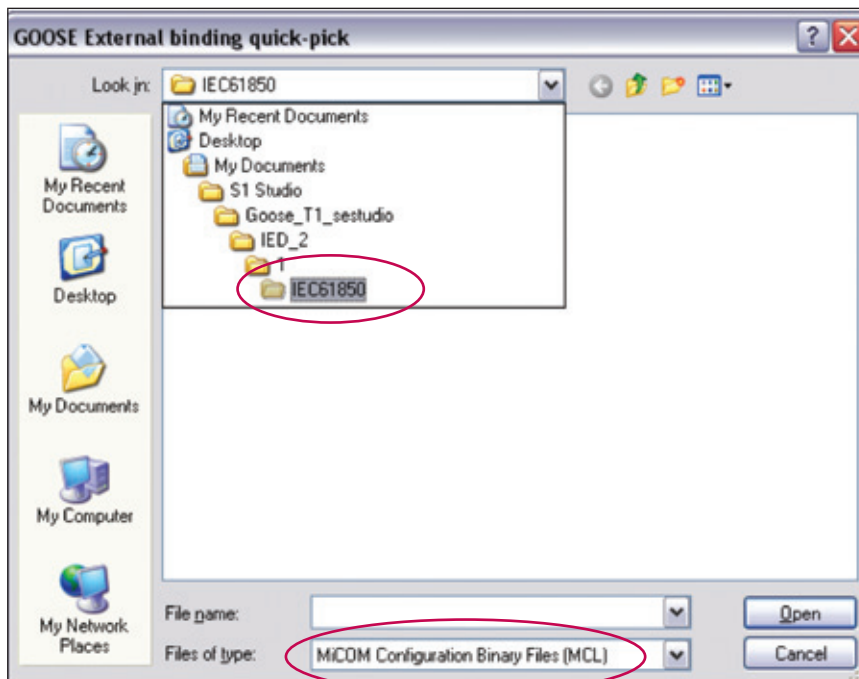 GOOSE External binding quick-pick
Look in: IEC61850
My Recent Documents
Desktop
My Documents
S1 Studio
Goose_T1_sestudio
IED_2
1
IEC61850
My Recent
Documents
Desktop
My Documents
My Computer
My Network
Places
File name:
Open
Files of type: MiCOM Configuration Binary Files (MCL)
Cancel